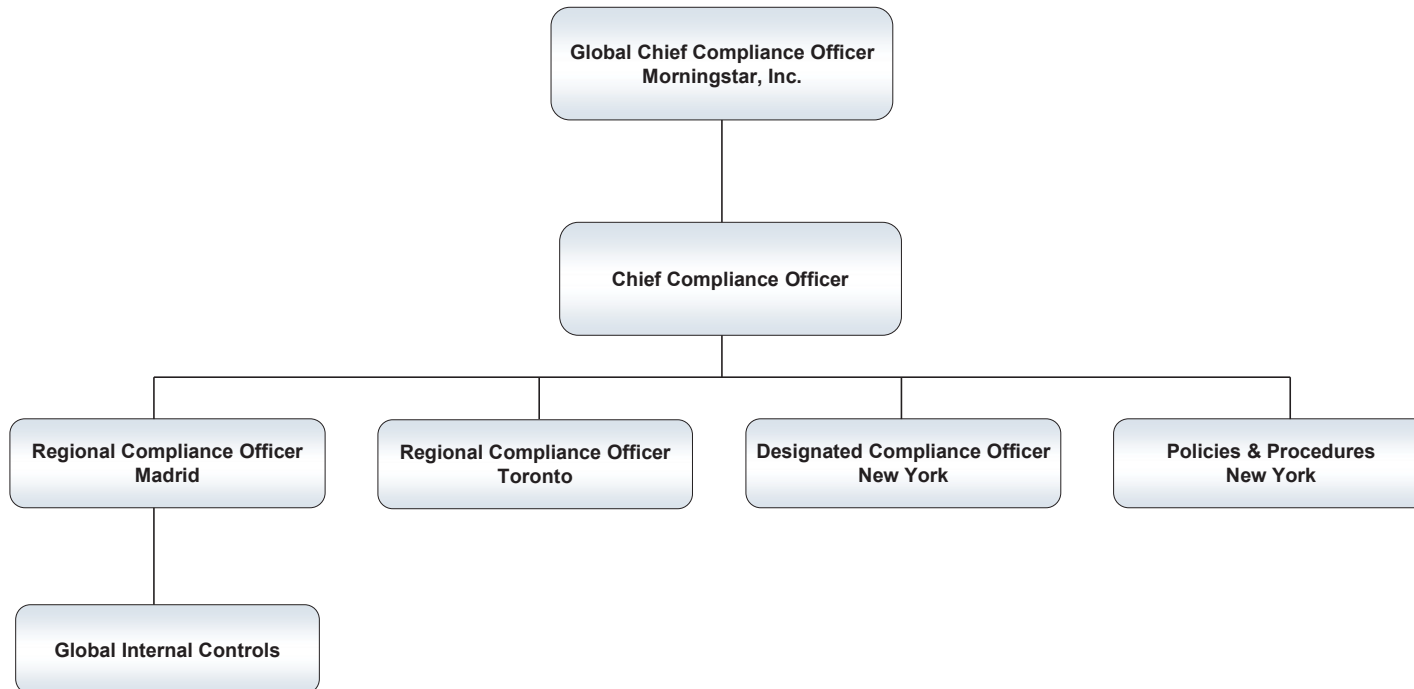 Global Chief Compliance Officer
Morningstar, Inc.
Chief Compliance Officer
Regional Compliance Officer
Madrid
Regional Compliance Officer
Toronto
Designated Compliance Officer
New York
Policies & Procedures
New York
Global Internal Controls